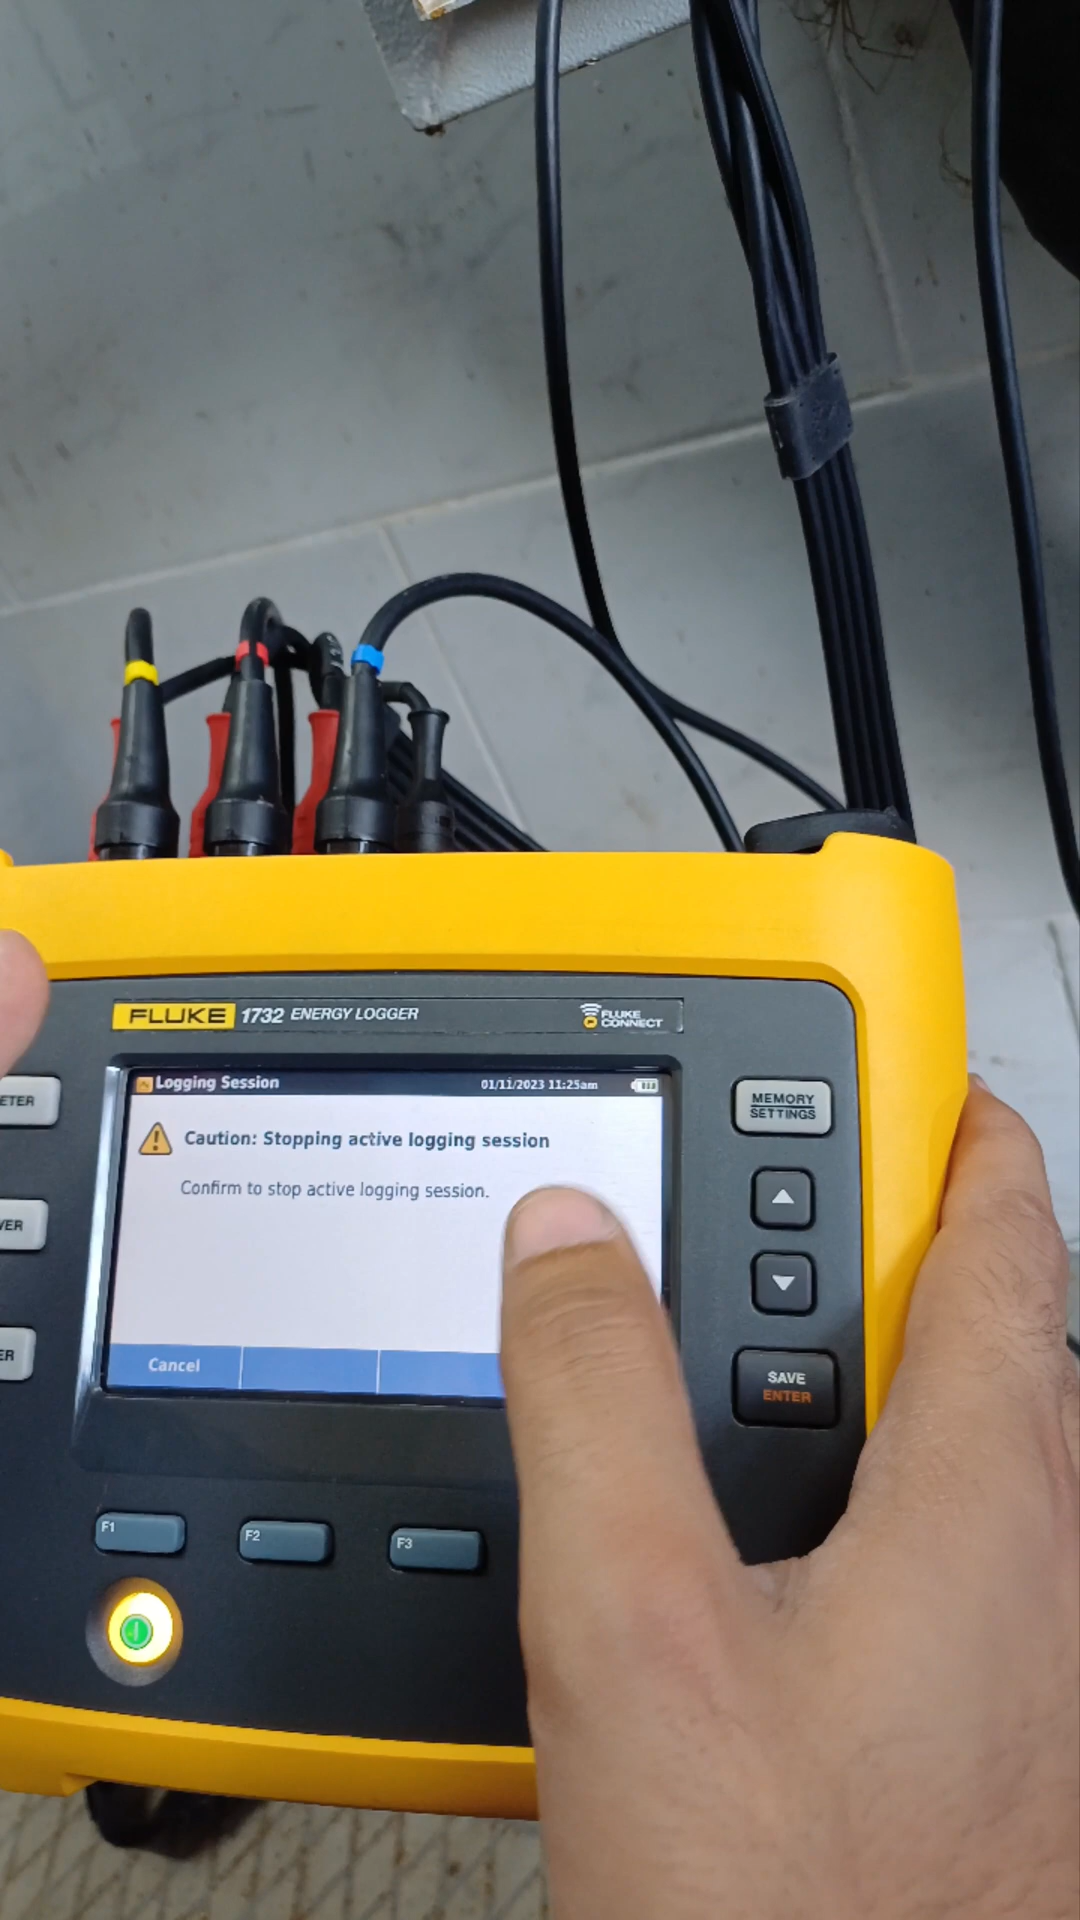 FLUKE 1732 ENERGY LOGGER
FLUKE CONNECT
Logging Session 01/11/2023 11:25am
Caution: Stopping active logging session
Confirm to stop active logging session.
Cancel
ETER
VER
ER
MEMORY
SETTINGS
SAVE
ENTER
F1
F2
F3